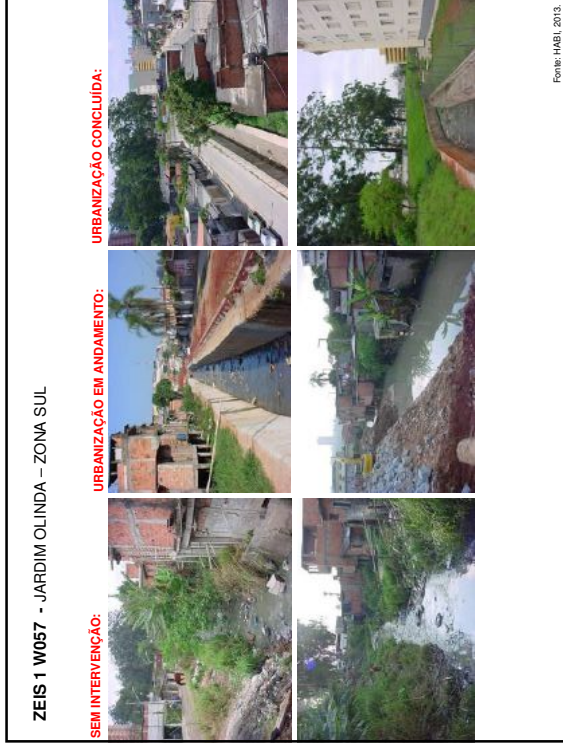 ZEIS 1 W057 - JARDIM OLINDA – ZONA SUL
SEM INTERVENÇÃO:
URBANIZAÇÃO EM ANDAMENTO:
URBANIZAÇÃO CONCLUÍDA:
Fonte: HABI, 2013.